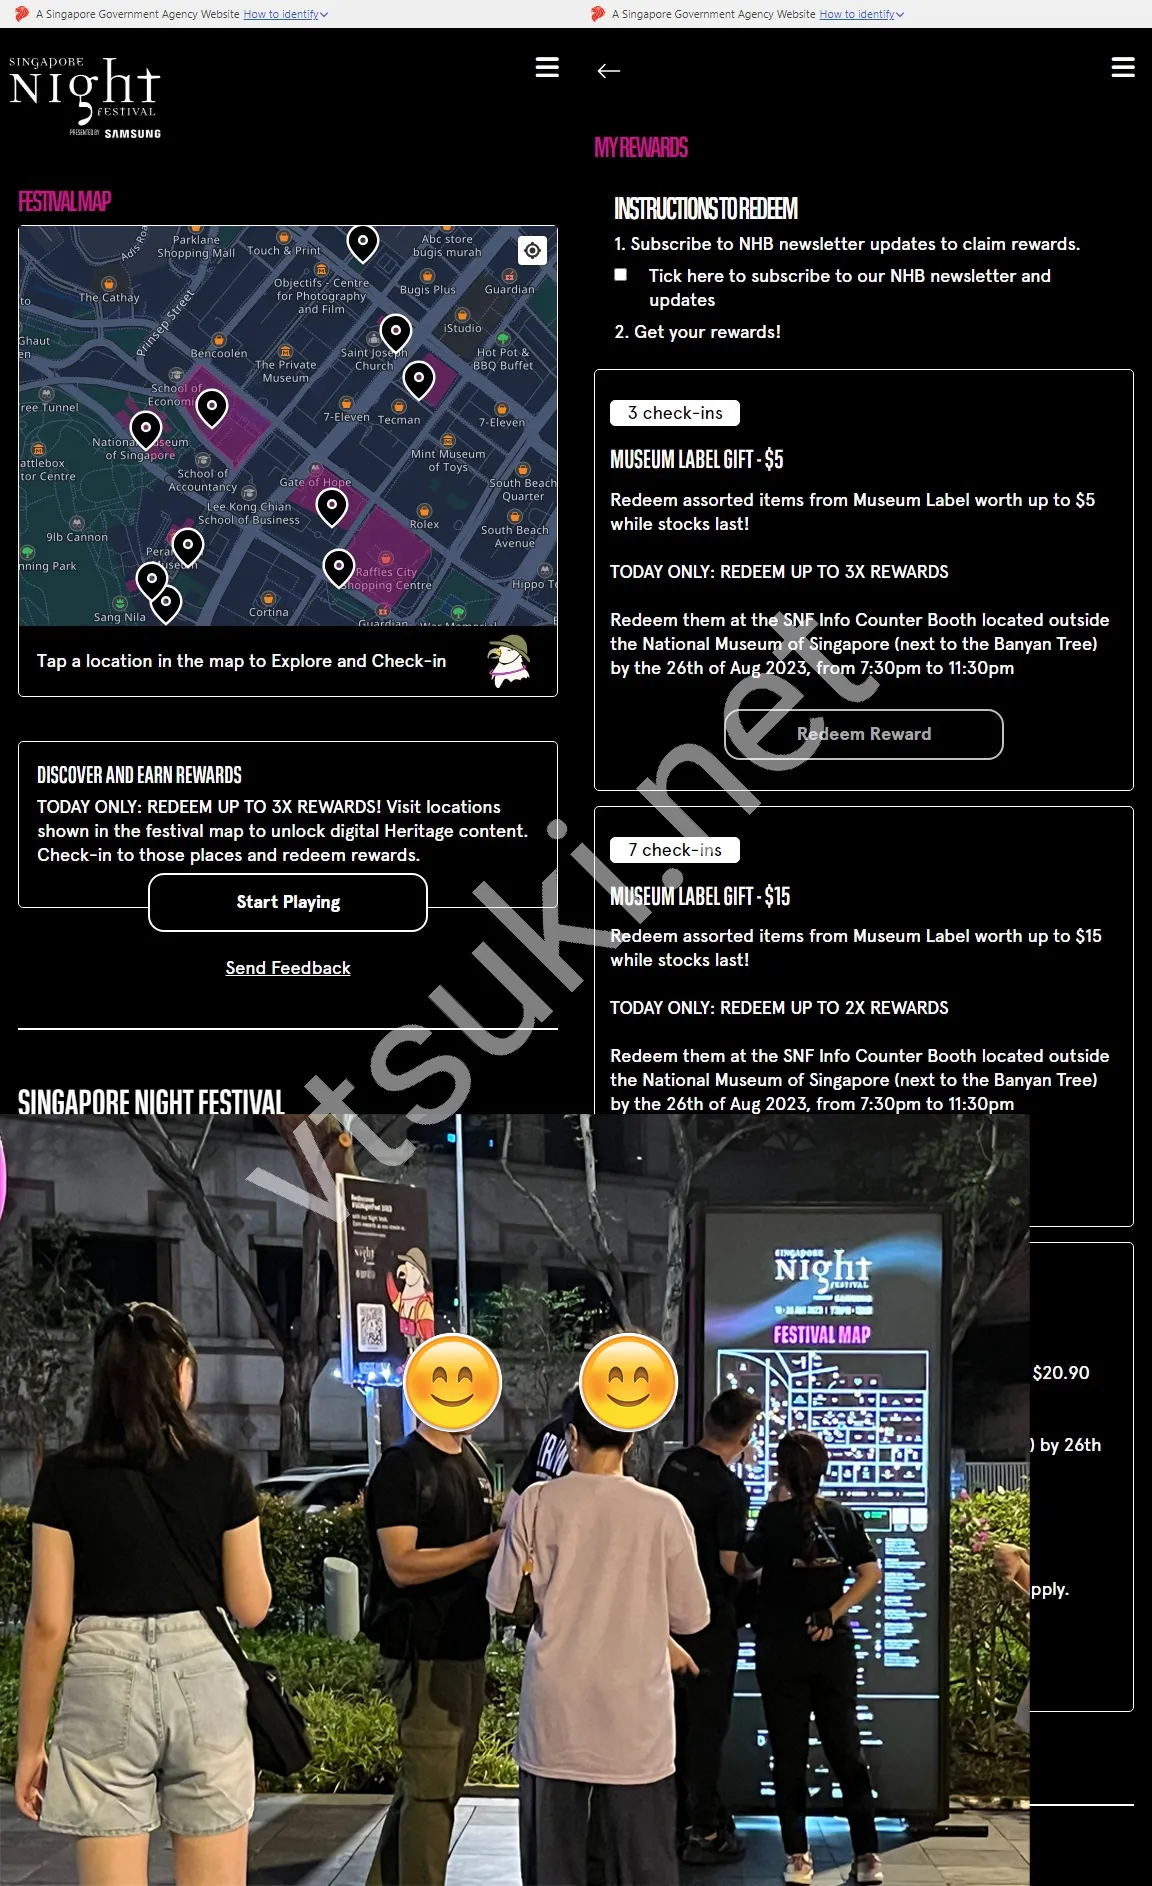 A Singapore Government Agency Website How to identify
SINGAPORE
NIght
FESTIVAL
PRESENTED BY SAMSUNG
FESTIVAL MAP
Parklane
Shopping Mall
Touch & Print
Abc store
bugis murah
The Cathay
Objectifs - Centre
for Photography
and Film
Bugis Plus
Guardian
Prinsep Street
iStudio
Bencoolen
The Private
Museum
Saint Joseph
Church
Hot Pot &
BBQ Buffet
School of
Economi
ree Tunnel
7-Eleven
Tecman
7-Eleven
National Museum
of Singapore
attlebox
tor Centre
School of
Accountancy
Gate of Hope
Mint Museum
of Toys
South Beach
Quarter
Lee Kong Chian
School of Business
Rolex
South Beach
Avenue
9lb Cannon
nning Park
Raffles City
Shopping Centre
Hippo
Sang Nila
Cortina
Guardian
War Memorial
Tap a location in the map to Explore and Check-in
DISCOVER AND EARN REWARDS
TODAY ONLY: REDEEM UP TO 3X REWARDS! Visit locations
shown in the festival map to unlock digital Heritage content.
Check-in to those places and redeem rewards.
Start Playing
Send Feedback
SINGAPORE NIGHT FESTIVAL
A Singapore Government Agency Website How to identify
MY REWARDS
INSTRUCTIONS TO REDEEM
1. Subscribe to NHB newsletter updates to claim rewards.
Tick here to subscribe to our NHB newsletter and
updates
2. Get your rewards!
3 check-ins
MUSEUM LABEL GIFT - $5
Redeem assorted items from Museum Label worth up to $5
while stocks last!
TODAY ONLY: REDEEM UP TO 3X REWARDS
Redeem them at the SNF Info Counter Booth located outside
the National Museum of Singapore (next to the Banyan Tree)
by the 26th of Aug 2023, from 7:30pm to 11:30pm
Redeem Reward
7 check-ins
MUSEUM LABEL GIFT - $15
Redeem assorted items from Museum Label worth up to $15
while stocks last!
TODAY ONLY: REDEEM UP TO 2X REWARDS
Redeem them at the SNF Info Counter Booth located outside
the National Museum of Singapore (next to the Banyan Tree)
by the 26th of Aug 2023, from 7:30pm to 11:30pm
$20.90
) by 26th
pply.
vtsuki.net
night
SINGAPORE
NIght
FESTIVAL
FESTIVAL MAP